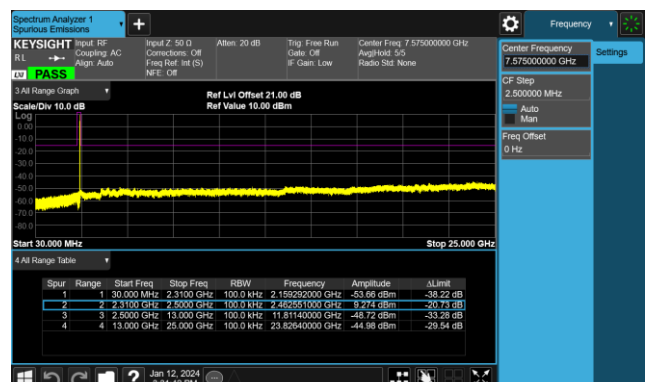 Spectrum Analyzer 1
Spurious Emissions
Frequency
KEYSIGHT
RL
Input: RF
Coupling: AC
Align: Auto
Input Z: 50 Ω
Corrections: Off
Freq Ref: Int (S)
NFE: Off
Atten: 20 dB
Trig: Free Run
Gate: Off
IF Gain: Low
Center Freq: 7.575000000 GHz
Avg|Hold: 5/5
Radio Std: None
LXI PASS
Center Frequency
7.575000000 GHz
Settings
CF Step
2.500000 MHz
Auto
Man
Freq Offset
0 Hz
3 All Range Graph
Scale/Div 10.0 dB
Ref Lvl Offset 21.00 dB
Ref Value 10.00 dBm
Log
0.00
-10.0
-20.0
-30.0
-40.0
-50.0
-60.0
-70.0
-80.0
Start 30.000 MHz
Stop 25.000 GHz
4 All Range Table
Spur Range Start Freq Stop Freq RBW Frequency Amplitude ΔLimit
1 1 30.000 MHz 2.3100 GHz 100.0 kHz 2.159292000 GHz -53.66 dBm -38.22 dB
2 2 2.3100 GHz 2.5000 GHz 100.0 kHz 2.462551000 GHz 9.274 dBm -20.73 dB
3 3 2.5000 GHz 13.000 GHz 100.0 kHz 11.81140000 GHz -48.72 dBm -33.28 dB
4 4 13.000 GHz 25.000 GHz 100.0 kHz 23.82640000 GHz -44.98 dBm -29.54 dB
?
Jan 12, 2024